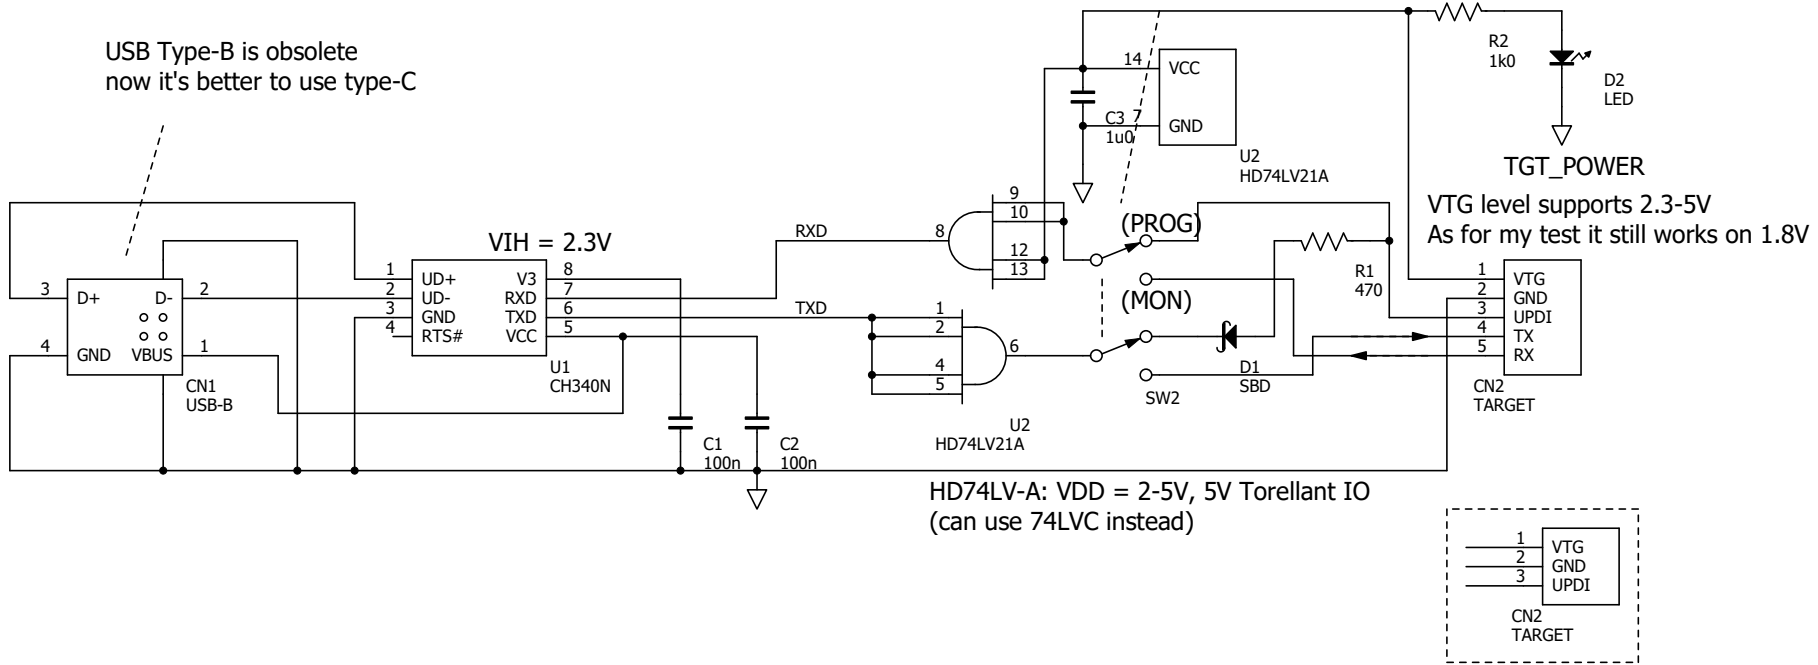 USB Type-B is obsolete
now it's better to use type-C
R2
1k0
D2
LED
TGT_POWER
14
VCC
7
GND
C3
1u0
U2
HD74LV21A
VTG level supports 2.3-5V
As for my test it still works on 1.8V
VIH = 2.3V
3
D+
D-
2
4
GND
VBUS
1
CN1
USB-B
1
UD+
2
UD-
3
GND
4
RTS#
V3
8
RXD
7
TXD
6
VCC
5
U1
CH340N
RXD
TXD
8
9
10
12
13
1
2
4
5
6
U2
HD74LV21A
(PROG)
(MON)
SW2
D1
SBD
R1
470
1
VTG
2
GND
3
UPDI
4
TX
5
RX
CN2
TARGET
C1
100n
C2
100n
HD74LV-A: VDD = 2-5V, 5V Torellant IO
(can use 74LVC instead)
1
VTG
2
GND
3
UPDI
CN2
TARGET